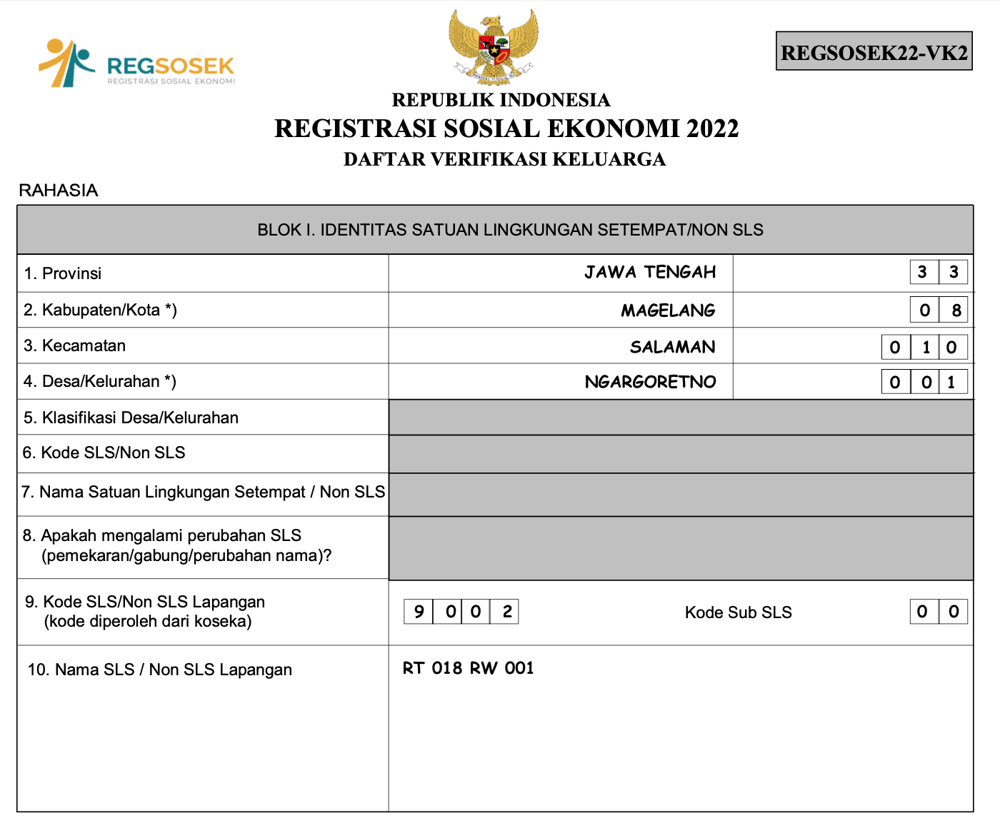 REGSOSEK
REGISTRASI SOSIAL EKONOMI
REGSOSEK22-VK2
REPUBLIK INDONESIA
REGISTRASI SOSIAL EKONOMI 2022
DAFTAR VERIFIKASI KELUARGA
RAHASIA
BLOK I. IDENTITAS SATUAN LINGKUNGAN SETEMPAT/NON SLS
1. Provinsi JAWA TENGAH 3 3
2. Kabupaten/Kota *) MAGELANG 0 8
3. Kecamatan SALAMAN 0 1 0
4. Desa/Kelurahan *) NGARGORETNO 0 0 1
5. Klasifikasi Desa/Kelurahan
6. Kode SLS/Non SLS
7. Nama Satuan Lingkungan Setempat / Non SLS
8. Apakah mengalami perubahan SLS
(pemekaran/gabung/perubahan nama)?
9. Kode SLS/Non SLS Lapangan
(kode diperoleh dari koseka)
9 0 0 2 Kode Sub SLS 0 0
10. Nama SLS / Non SLS Lapangan RT 018 RW 001